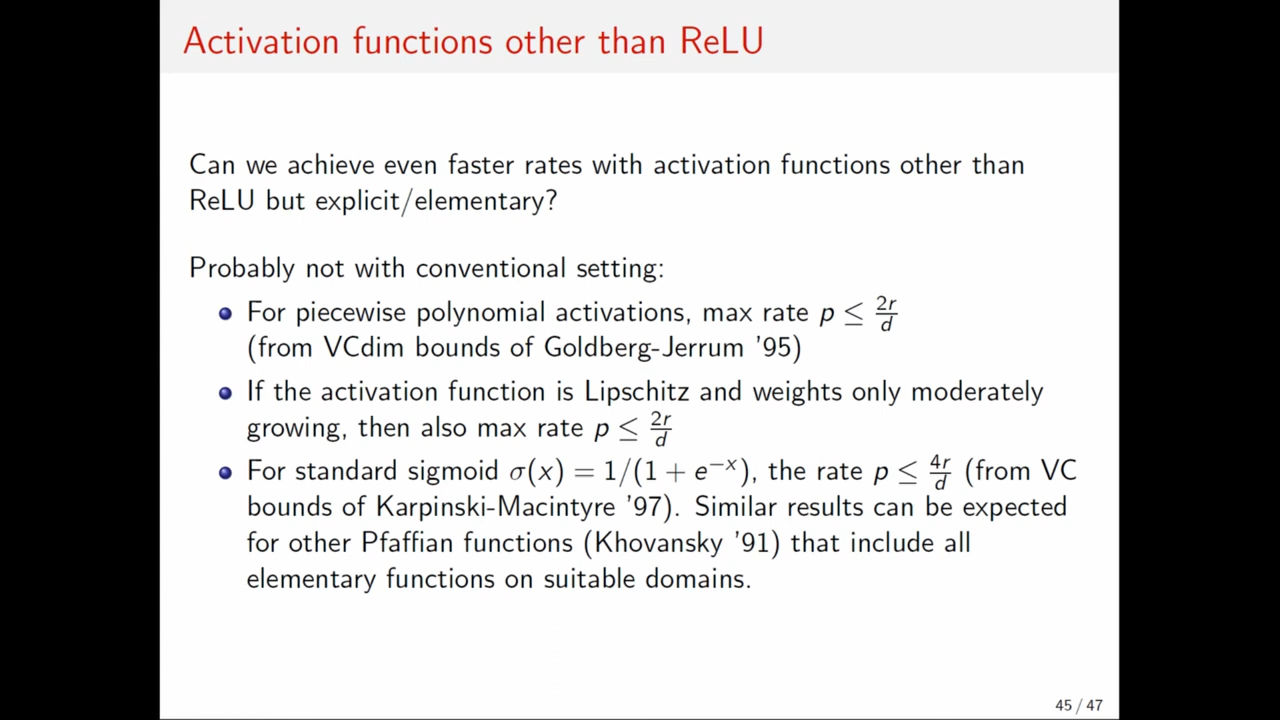 Activation functions other than ReLU
Can we achieve even faster rates with activation functions other than
ReLU but explicit/elementary?
Probably not with conventional setting:
For piecewise polynomial activations, max rate p ≤ 2r/d
(from VCdim bounds of Goldberg-Jerrum '95)
If the activation function is Lipschitz and weights only moderately
growing, then also max rate p ≤ 2r/d
For standard sigmoid σ(x) = 1/(1 + e^{−x}), the rate p ≤ 4r/d (from VC
bounds of Karpinski-Macintyre '97). Similar results can be expected
for other Pfaffian functions (Khovansky '91) that include all
elementary functions on suitable domains.
45 / 47